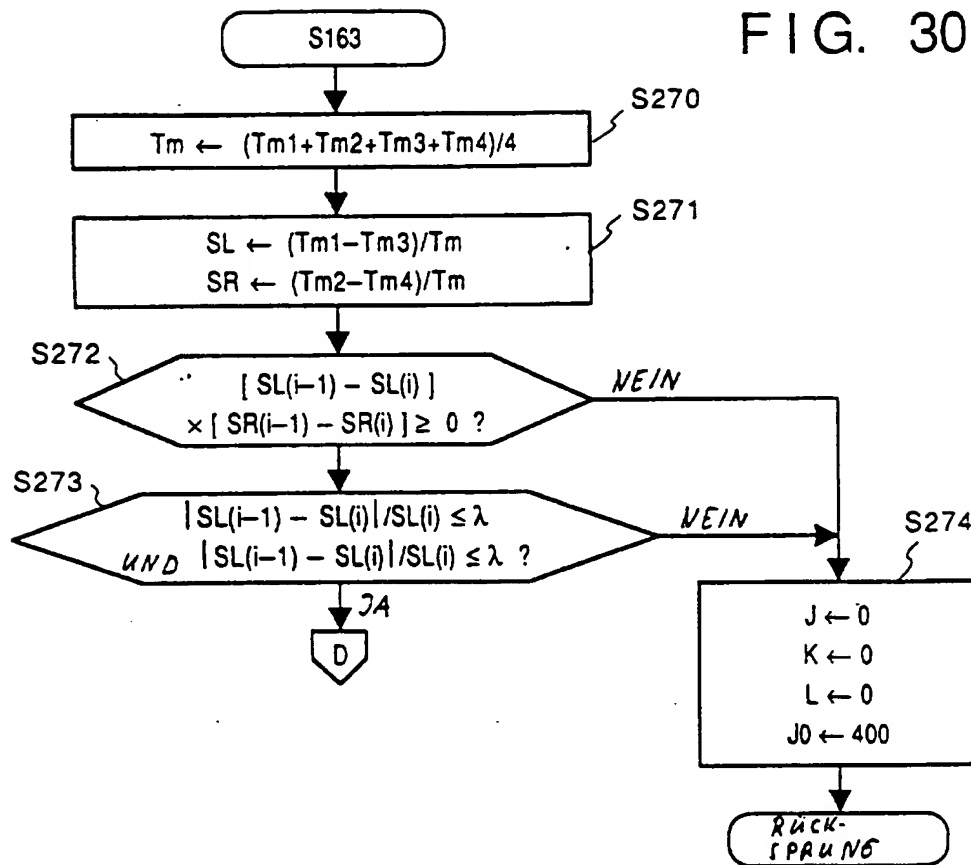 FIG. 30
S163
S270
Tm ← (Tm1+Tm2+Tm3+Tm4)/4
S271
SL ← (Tm1−Tm3)/Tm
SR ← (Tm2−Tm4)/Tm
S272
[ SL(i−1) − SL(i) ]
× [ SR(i−1) − SR(i) ] ≥ 0 ?
NEIN
S273
|SL(i−1) − SL(i)|/SL(i) ≤ λ
UND |SL(i−1) − SL(i)|/SL(i) ≤ λ ?
NEIN
JA
D
S274
J ← 0
K ← 0
L ← 0
J0 ← 400
RÜCK-
SPRUNG